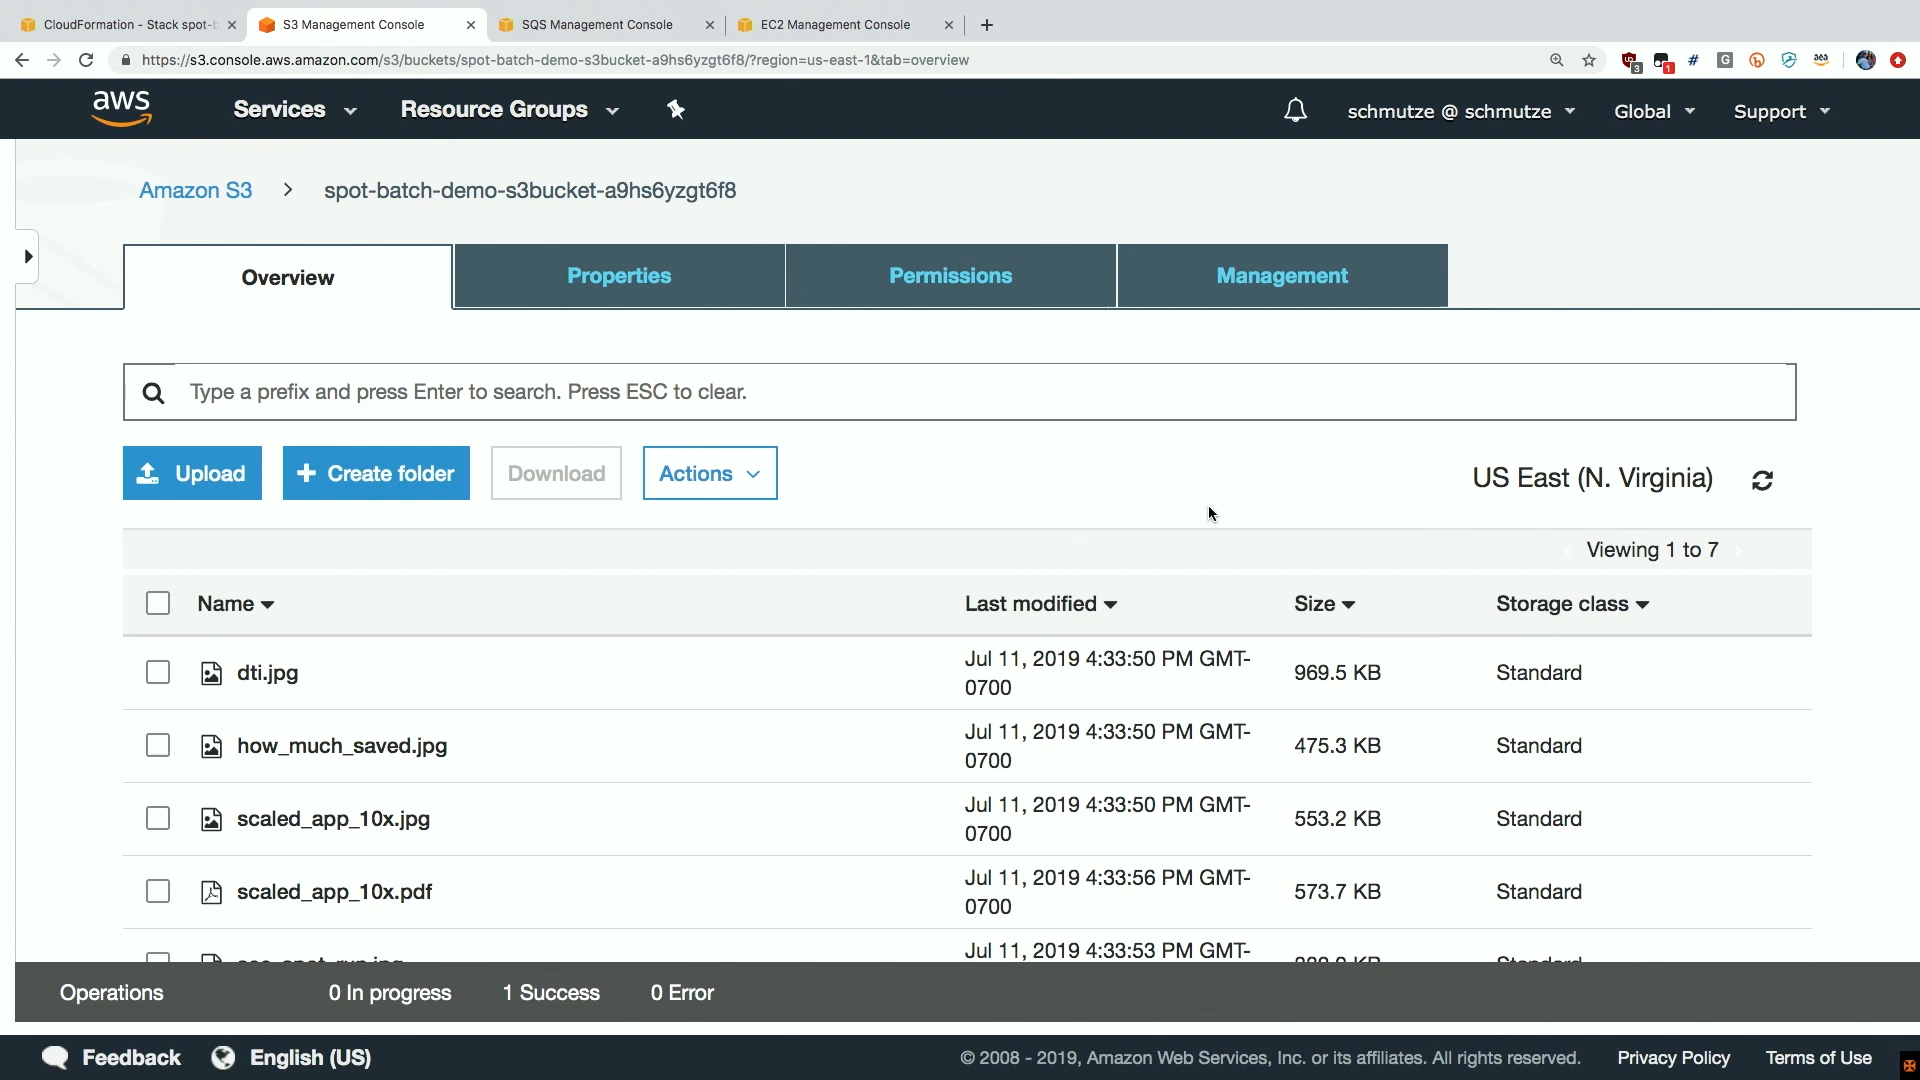 CloudFormation - Stack spot-b
S3 Management Console
SQS Management Console
EC2 Management Console
https://s3.console.aws.amazon.com/s3/buckets/spot-batch-demo-s3bucket-a9hs6yzgt6f8/?region=us-east-1&tab=overview
3
1
#
G
aws
Services
Resource Groups
schmutze @ schmutze
Global
Support
Amazon S3 > spot-batch-demo-s3bucket-a9hs6yzgt6f8
Overview
Properties
Permissions
Management
Type a prefix and press Enter to search. Press ESC to clear.
Upload
+ Create folder
Download
Actions
US East (N. Virginia)
Viewing 1 to 7
Name
Last modified
Size
Storage class
dti.jpg
Jul 11, 2019 4:33:50 PM GMT-
0700
969.5 KB
Standard
how_much_saved.jpg
Jul 11, 2019 4:33:50 PM GMT-
0700
475.3 KB
Standard
scaled_app_10x.jpg
Jul 11, 2019 4:33:50 PM GMT-
0700
553.2 KB
Standard
scaled_app_10x.pdf
Jul 11, 2019 4:33:56 PM GMT-
0700
573.7 KB
Standard
Jul 11, 2019 4:33:53 PM GMT-
Standard
Operations
0 In progress
1 Success
0 Error
Feedback
English (US)
© 2008 - 2019, Amazon Web Services, Inc. or its affiliates. All rights reserved.
Privacy Policy
Terms of Use